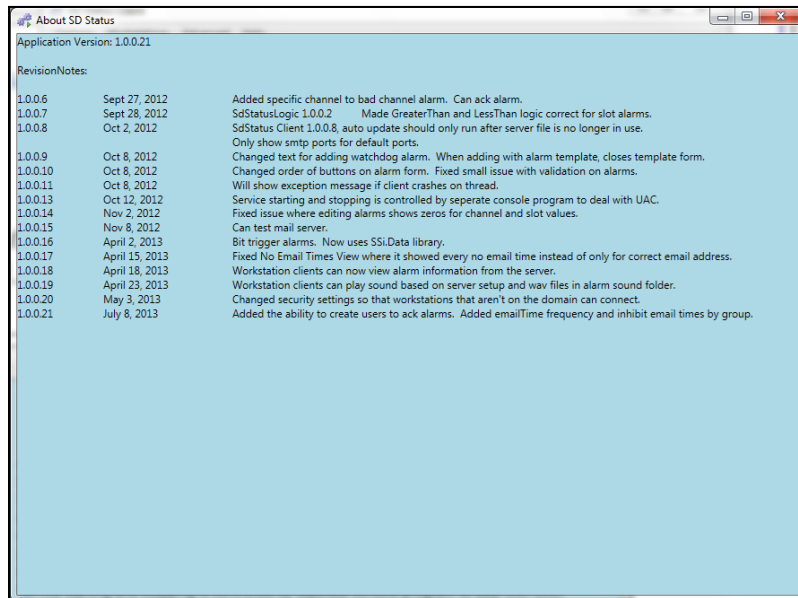 About SD Status
Application Version: 1.0.0.21
RevisionNotes:
1.0.0.6 Sept 27, 2012 Added specific channel to bad channel alarm. Can ack alarm.
1.0.0.7 Sept 28, 2012 SdStatusLogic 1.0.0.2 Made GreaterThan and LessThan logic correct for slot alarms.
1.0.0.8 Oct 2, 2012 SdStatus Client 1.0.0.8, auto update should only run after server file is no longer in use.
Only show smtp ports for default ports.
1.0.0.9 Oct 8, 2012 Changed text for adding watchdog alarm. When adding with alarm template, closes template form.
1.0.0.10 Oct 8, 2012 Changed order of buttons on alarm form. Fixed small issue with validation on alarms.
1.0.0.11 Oct 8, 2012 Will show exception message if client crashes on thread.
1.0.0.13 Oct 12, 2012 Service starting and stopping is controlled by seperate console program to deal with UAC.
1.0.0.14 Nov 2, 2012 Fixed issue where editing alarms shows zeros for channel and slot values.
1.0.0.15 Nov 8, 2012 Can test mail server.
1.0.0.16 April 2, 2013 Bit trigger alarms. Now uses SSi.Data library.
1.0.0.17 April 15, 2013 Fixed No Email Times View where it showed every no email time instead of only for correct email address.
1.0.0.18 April 18, 2013 Workstation clients can now view alarm information from the server.
1.0.0.19 April 23, 2013 Workstation clients can play sound based on server setup and wav files in alarm sound folder.
1.0.0.20 May 3, 2013 Changed security settings so that workstations that aren't on the domain can connect.
1.0.0.21 July 8, 2013 Added the ability to create users to ack alarms. Added emailTime frequency and inhibit email times by group.